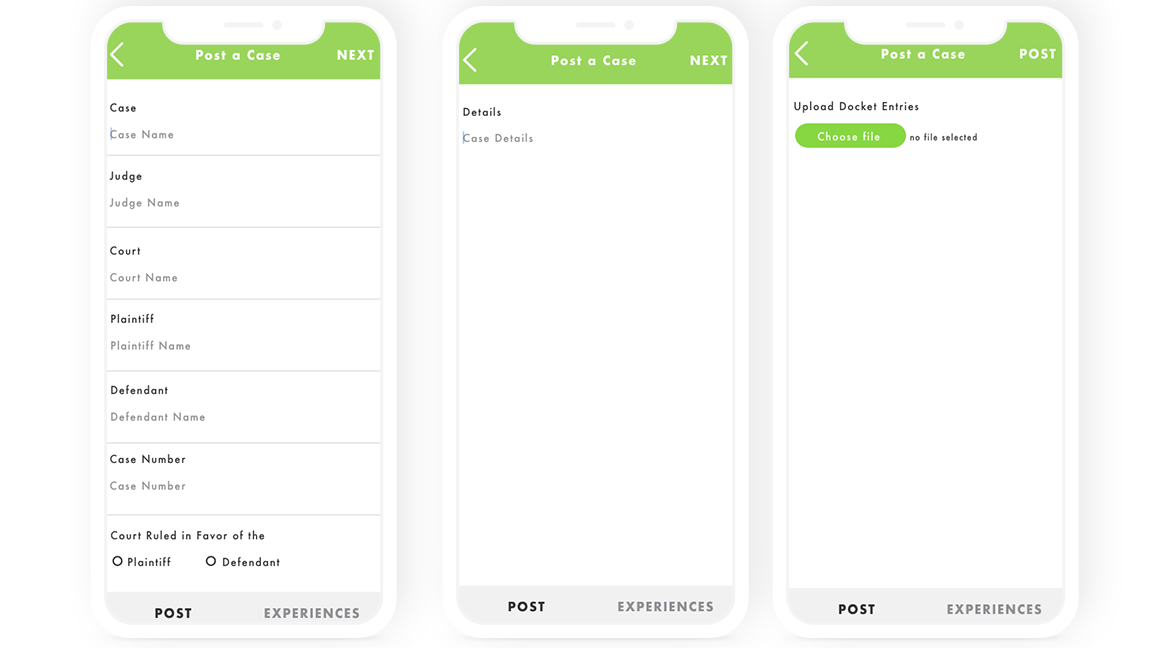 Post a Case NEXT
Case
Case Name
Judge
Judge Name
Court
Court Name
Plaintiff
Plaintiff Name
Defendant
Defendant Name
Case Number
Case Number
Court Ruled in Favor of the
Plaintiff Defendant
POST EXPERIENCES
Post a Case NEXT
Details
Case Details
POST EXPERIENCES
Post a Case POST
Upload Docket Entries
Choose file no file selected
POST EXPERIENCES